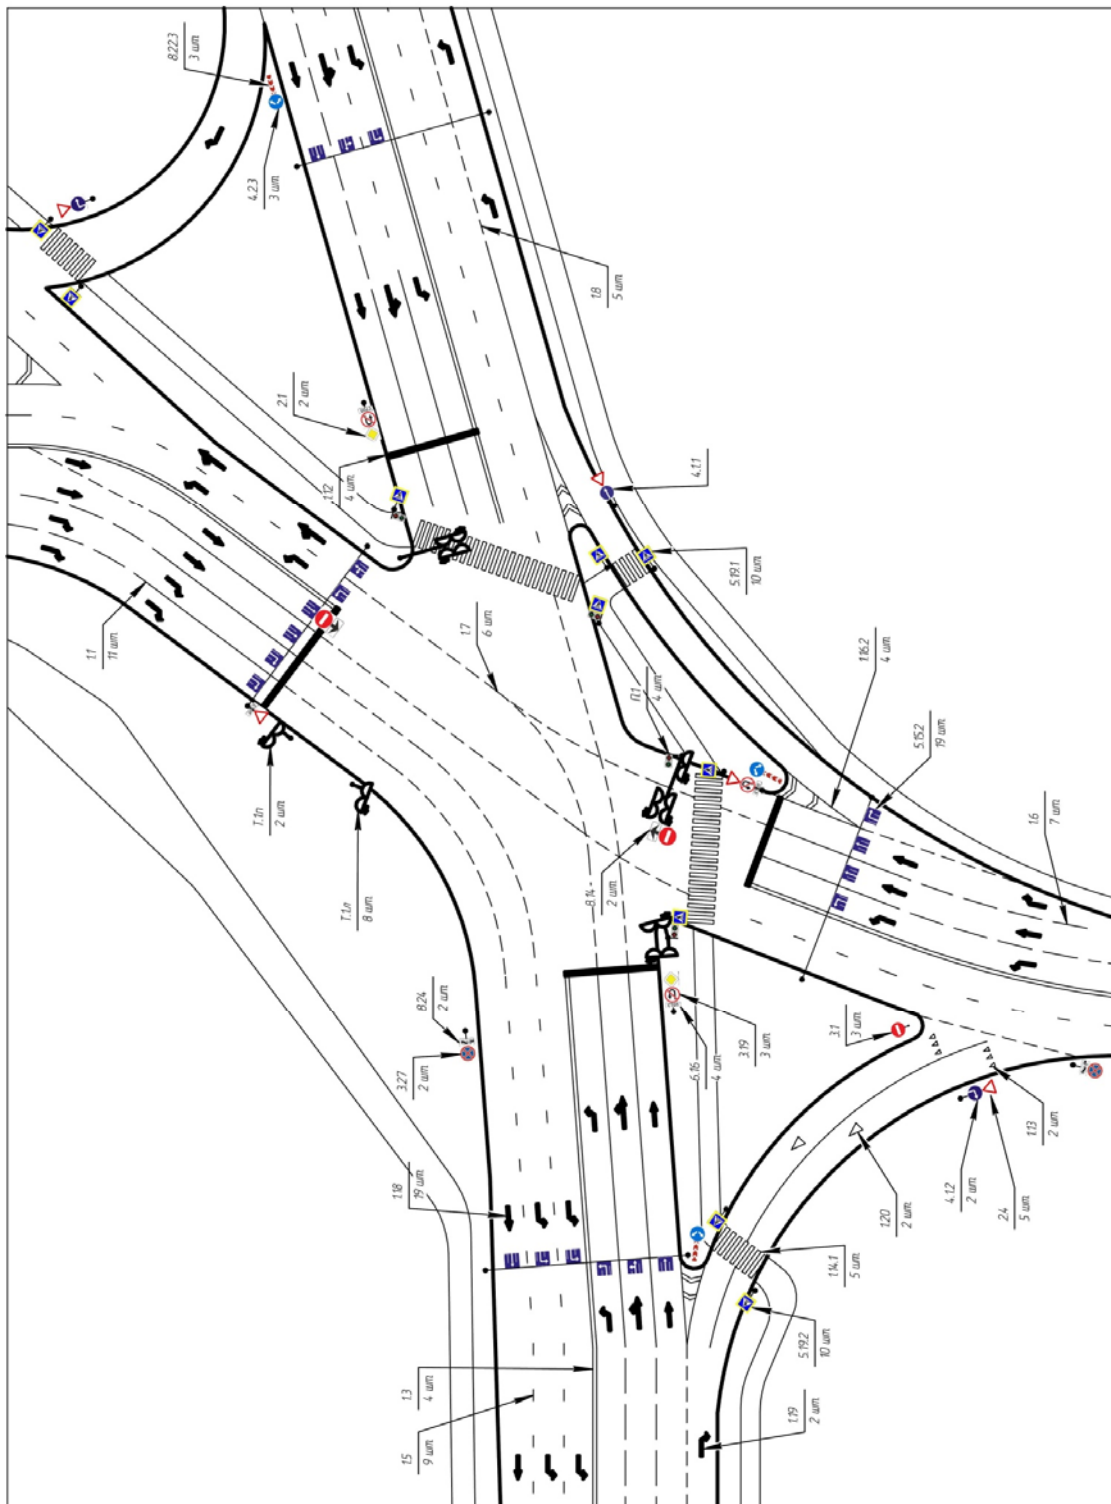 8.22.3
3 шт
4.2.3
3 шт
1.8
5 шт
2.1
2 шт
1.12
4 шт
4.1.1
5.19.1
10 шт
1.1
11 шт
1.7
6 шт
П.1
4 шт
1.16.2
4 шт
5.15.2
19 шт
Т.1.п
2 шт
1.6
7 шт
Т.1.л
8 шт
8.14
2 шт
8.24
2 шт
3.27
2 шт
3.1
3 шт
3.19
3 шт
6.16
4 шт
1.13
2 шт
1.18
19 шт
4.1.2
2 шт
2.4
5 шт
1.20
2 шт
1.14.1
5 шт
5.19.2
10 шт
1.3
4 шт
1.19
2 шт
1.5
9 шт